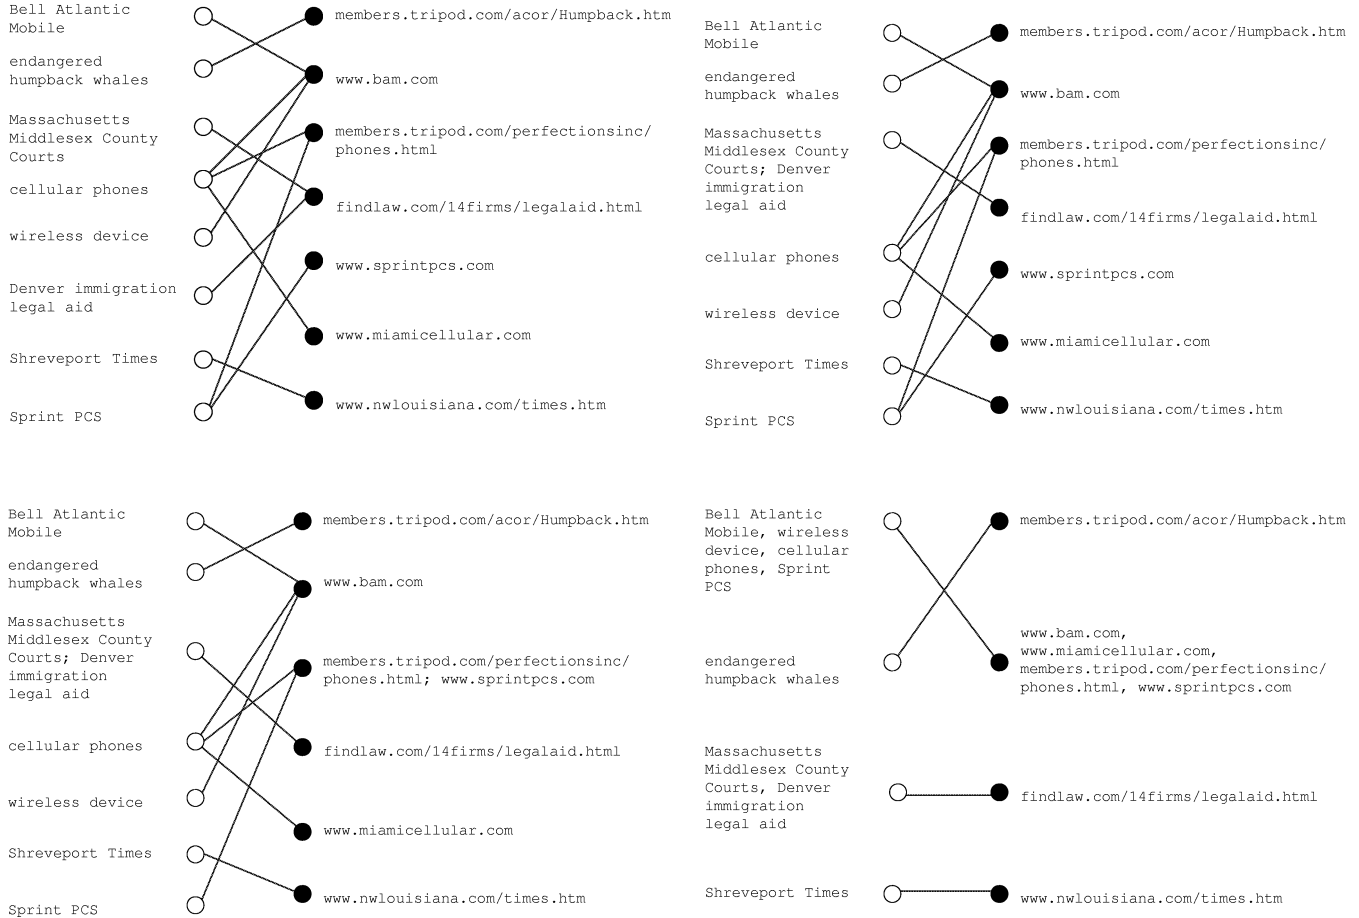 Bell Atlantic
Mobile
members.tripod.com/acor/Humpback.htm
endangered
humpback whales
www.bam.com
Massachusetts
Middlesex County
Courts
members.tripod.com/perfectionsinc/
phones.html
cellular phones
findlaw.com/14firms/legalaid.html
wireless device
www.sprintpcs.com
Denver immigration
legal aid
www.miamicellular.com
Shreveport Times
www.nwlouisiana.com/times.htm
Sprint PCS
Bell Atlantic
Mobile
members.tripod.com/acor/Humpback.htm
endangered
humpback whales
www.bam.com
Massachusetts
Middlesex County
Courts; Denver
immigration
legal aid
members.tripod.com/perfectionsinc/
phones.html
findlaw.com/14firms/legalaid.html
cellular phones
www.sprintpcs.com
wireless device
www.miamicellular.com
Shreveport Times
www.nwlouisiana.com/times.htm
Sprint PCS
Bell Atlantic
Mobile
members.tripod.com/acor/Humpback.htm
endangered
humpback whales
www.bam.com
Massachusetts
Middlesex County
Courts; Denver
immigration
legal aid
members.tripod.com/perfectionsinc/
phones.html; www.sprintpcs.com
cellular phones
findlaw.com/14firms/legalaid.html
wireless device
www.miamicellular.com
Shreveport Times
www.nwlouisiana.com/times.htm
Sprint PCS
Bell Atlantic
Mobile, wireless
device, cellular
phones, Sprint
PCS
members.tripod.com/acor/Humpback.htm
endangered
humpback whales
www.bam.com,
www.miamicellular.com,
members.tripod.com/perfectionsinc/
phones.html, www.sprintpcs.com
Massachusetts
Middlesex County
Courts, Denver
immigration
legal aid
findlaw.com/14firms/legalaid.html
Shreveport Times
www.nwlouisiana.com/times.htm